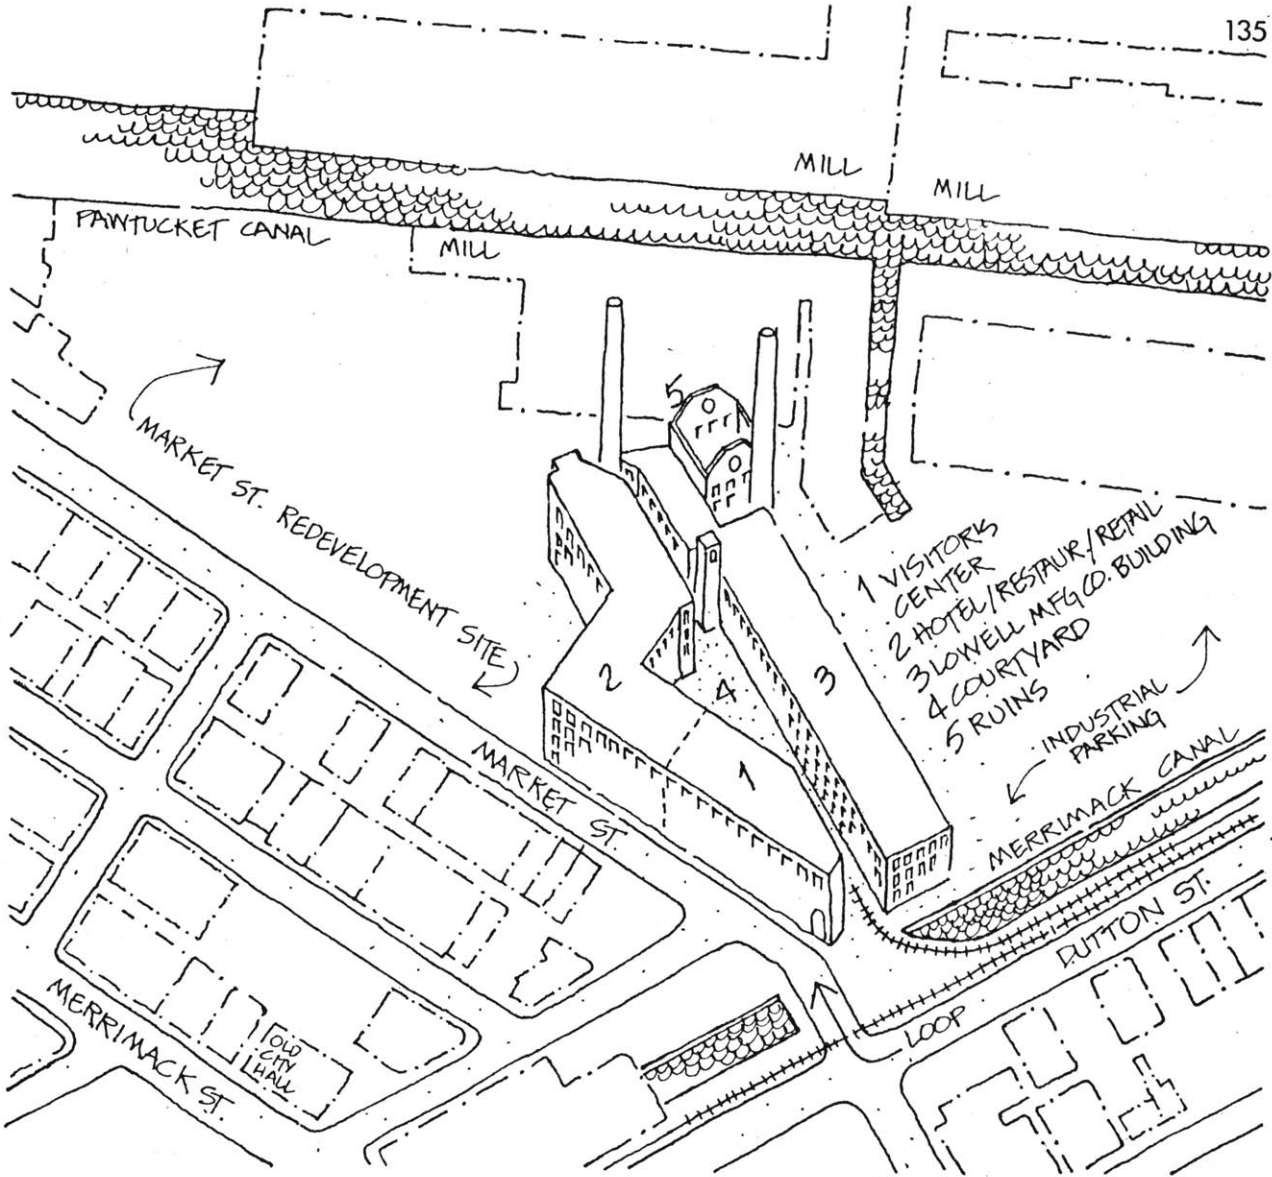 135
MILL
MILL
PAWTUCKET CANAL
MILL
5
MARKET ST. REDEVELOPMENT SITE
1 VISITORS
CENTER
2 HOTEL/RESTAUR./RETAIL
3 LOWELL MFG CO. BUILDING
4 COURTYARD
5 RUINS
2
4
3
1
INDUSTRIAL
PARKING
MARKET ST
MERRIMACK CANAL
DUTTON ST.
LOOP
MERRIMACK ST
OLD
CITY
HALL